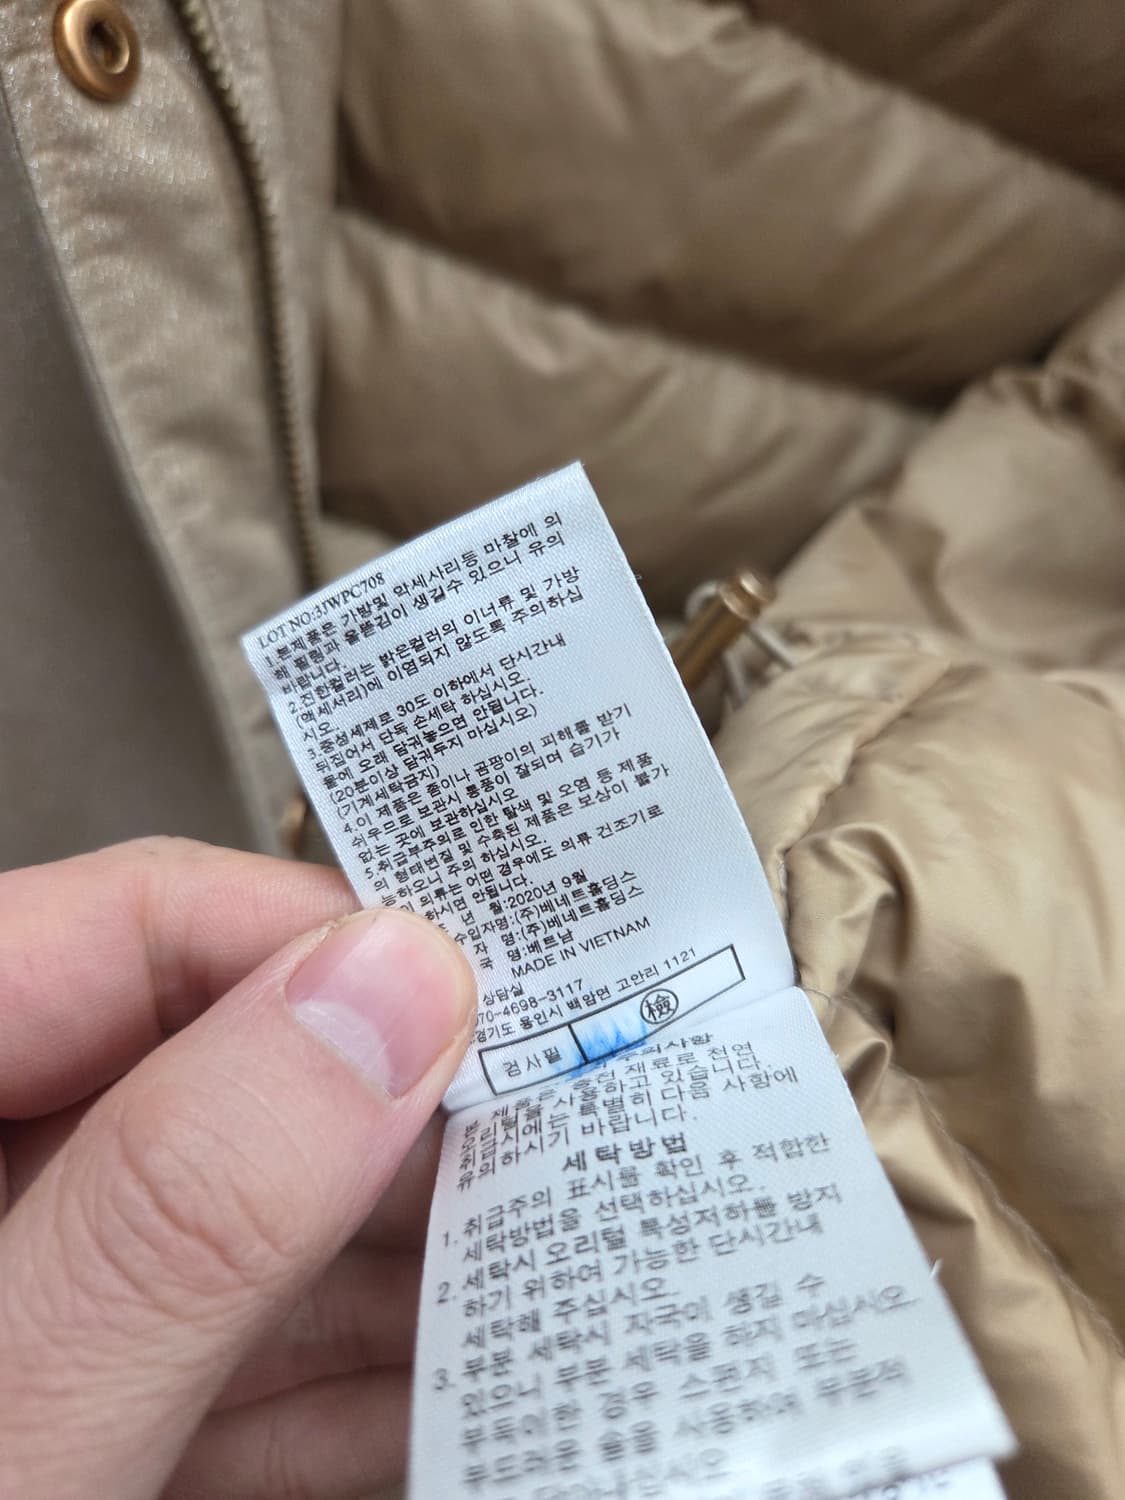 LOT NO:3JWPC708
1.본제품은 가방및 악세사리등 마찰에 의
해 필링과 올뜯김이 생길수 있으니 유의
바랍니다.
2.진한컬러는 밝은컬러의 이너류 및 가방
(액세서리)에 이염되지 않도록 주의하십
시오.
3.중성세제로 30도 이하에서 단시간내
뒤집어서 단독 손세탁 하십시오.
물에 오래 담궈놓으면 안됩니다.
(20분이상 담궈두지 마십시오)
(기계세탁금지)
4.이 제품은 좀이나 곰팡이의 피해를 받기
쉬우므로 보관시 통풍이 잘되며 습기가
없는 곳에 보관하십시오
5.취급부주의로 인한 탈색 및 오염 등 제품
의 형태변질 및 수축된 제품은 보상이 불가
능하오니 주의 하십시오.
이 의류는 어떤 경우에도 의류 건조기로
하시면 안됩니다.
년 월:2020년 9월
수입자명:(주)베네트홀딩스
자 명:(주)베네트홀딩스
국 명:베트남
MADE IN VIETNAM
상담실
070-4698-3117
경기도 용인시 백암면 고안리 1121
검사필 檢
제품은 충전 재료로 천연
오리털을 사용하고 있습니다.
취급시에는 특별히 다음 사항에
유의하시기 바랍니다.
세탁방법
1. 취급주의 표시를 확인 후 적합한
세탁방법을 선택하십시오.
2. 세탁시 오리털 특성저하를 방지
하기 위하여 가능한 단시간내
세탁해 주십시오.
3. 부분 세탁시 자국이 생길 수
있으니 부분 세탁을 하지 마십시오.
부득이한 경우 스펀지 또는
부드러운 솔을 사용하여 부분적